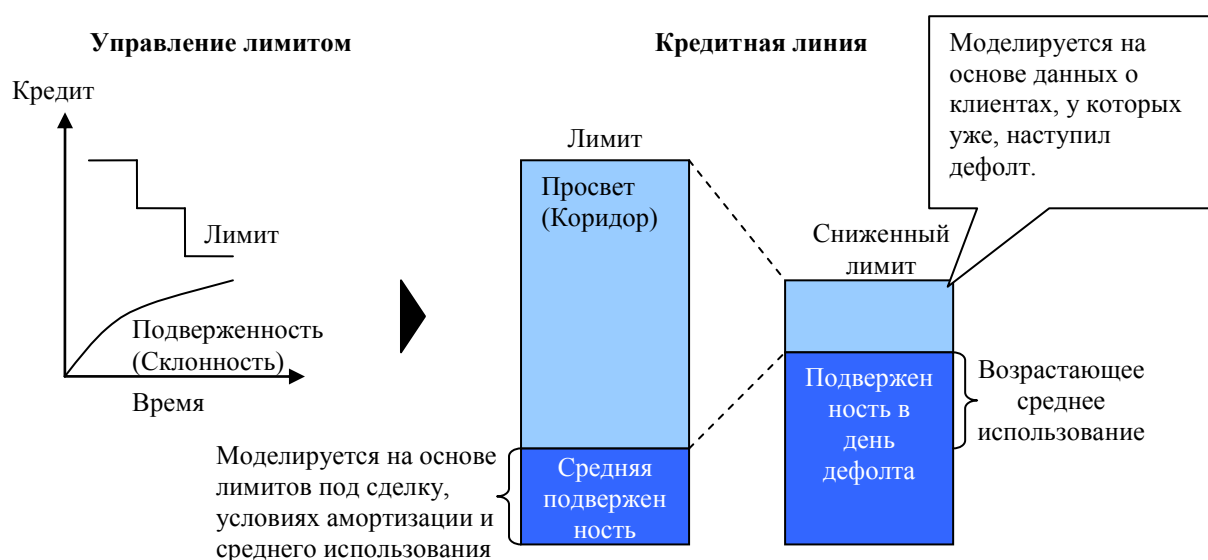 Управление лимитом
Кредитная линия
Кредит
Лимит
Подверженность
(Склонность)
Время
Лимит
Просвет
(Коридор)
Средняя
подвержен
ность
Моделируется на основе
лимитов под сделку,
условиях амортизации и
среднего использования
Сниженный
лимит
Подвержен
ность в
день
дефолта
Возрастающее
среднее
использование
Моделируется на
основе данных о
клиентах, у которых
уже, наступил
дефолт.